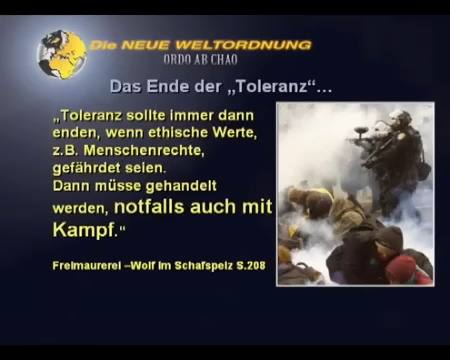 Die NEUE WELTORDNUNG
ORDO AB CHAO
Das Ende der „Toleranz“...
„Toleranz sollte immer dann
enden, wenn ethische Werte,
z.B. Menschenrechte,
gefährdet seien.
Dann müsse gehandelt
werden, notfalls auch mit
Kampf.“
Freimaurerei –Wolf im Schafspelz S.208